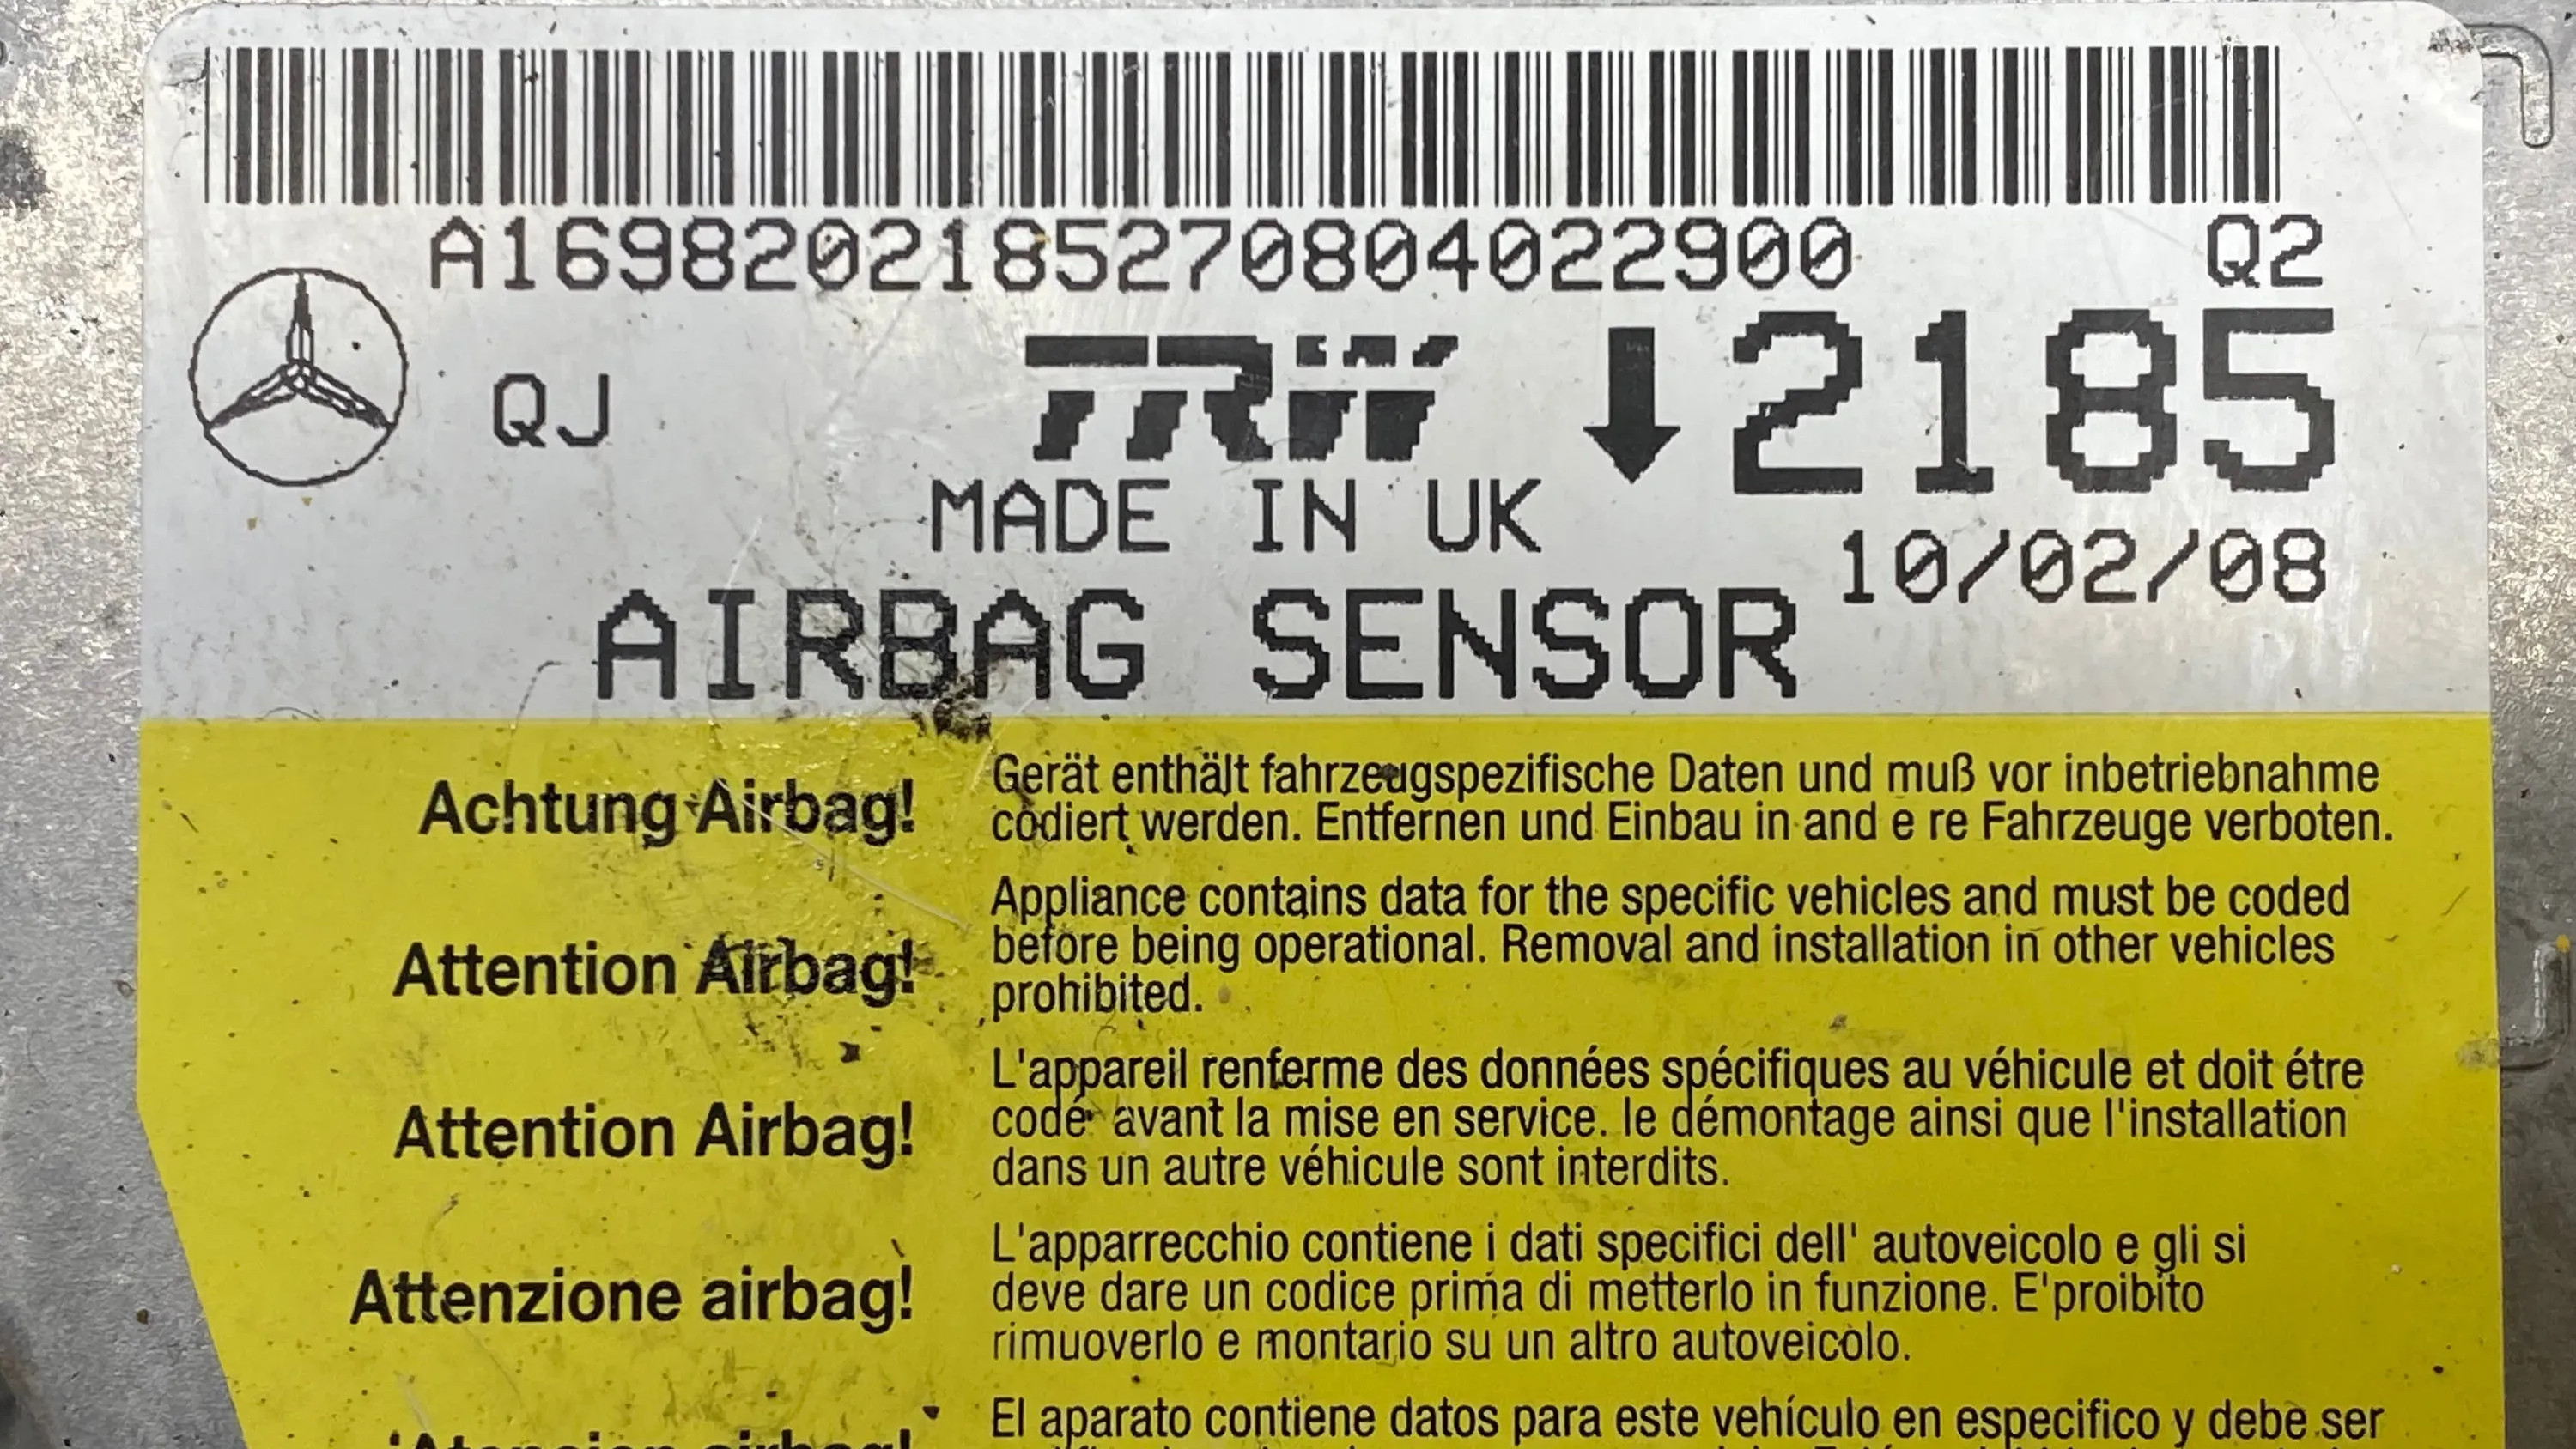 A1698202185270804022900 Q2
QJ TRW 2185
MADE IN UK
10/02/08
AIRBAG SENSOR
Achtung Airbag!
Gerät enthält fahrzeugspezifische Daten und muß vor inbetriebnahme
codiert werden. Entfernen und Einbau in and e re Fahrzeuge verboten.
Attention Airbag!
Appliance contains data for the specific vehicles and must be coded
before being operational. Removal and installation in other vehicles
prohibited.
Attention Airbag!
L'appareil renferme des données spécifiques au véhicule et doit étre
codé avant la mise en service. le démontage ainsi que l'installation
dans un autre véhicule sont interdits.
Attenzione airbag!
L'apparrecchio contiene i dati specifici dell' autoveicolo e gli si
deve dare un codice prima di metterlo in funzione. E'proibito
rimuoverlo e montario su un altro autoveicolo.
airbag!
El aparato contiene datos para este vehículo en especifico y debe ser